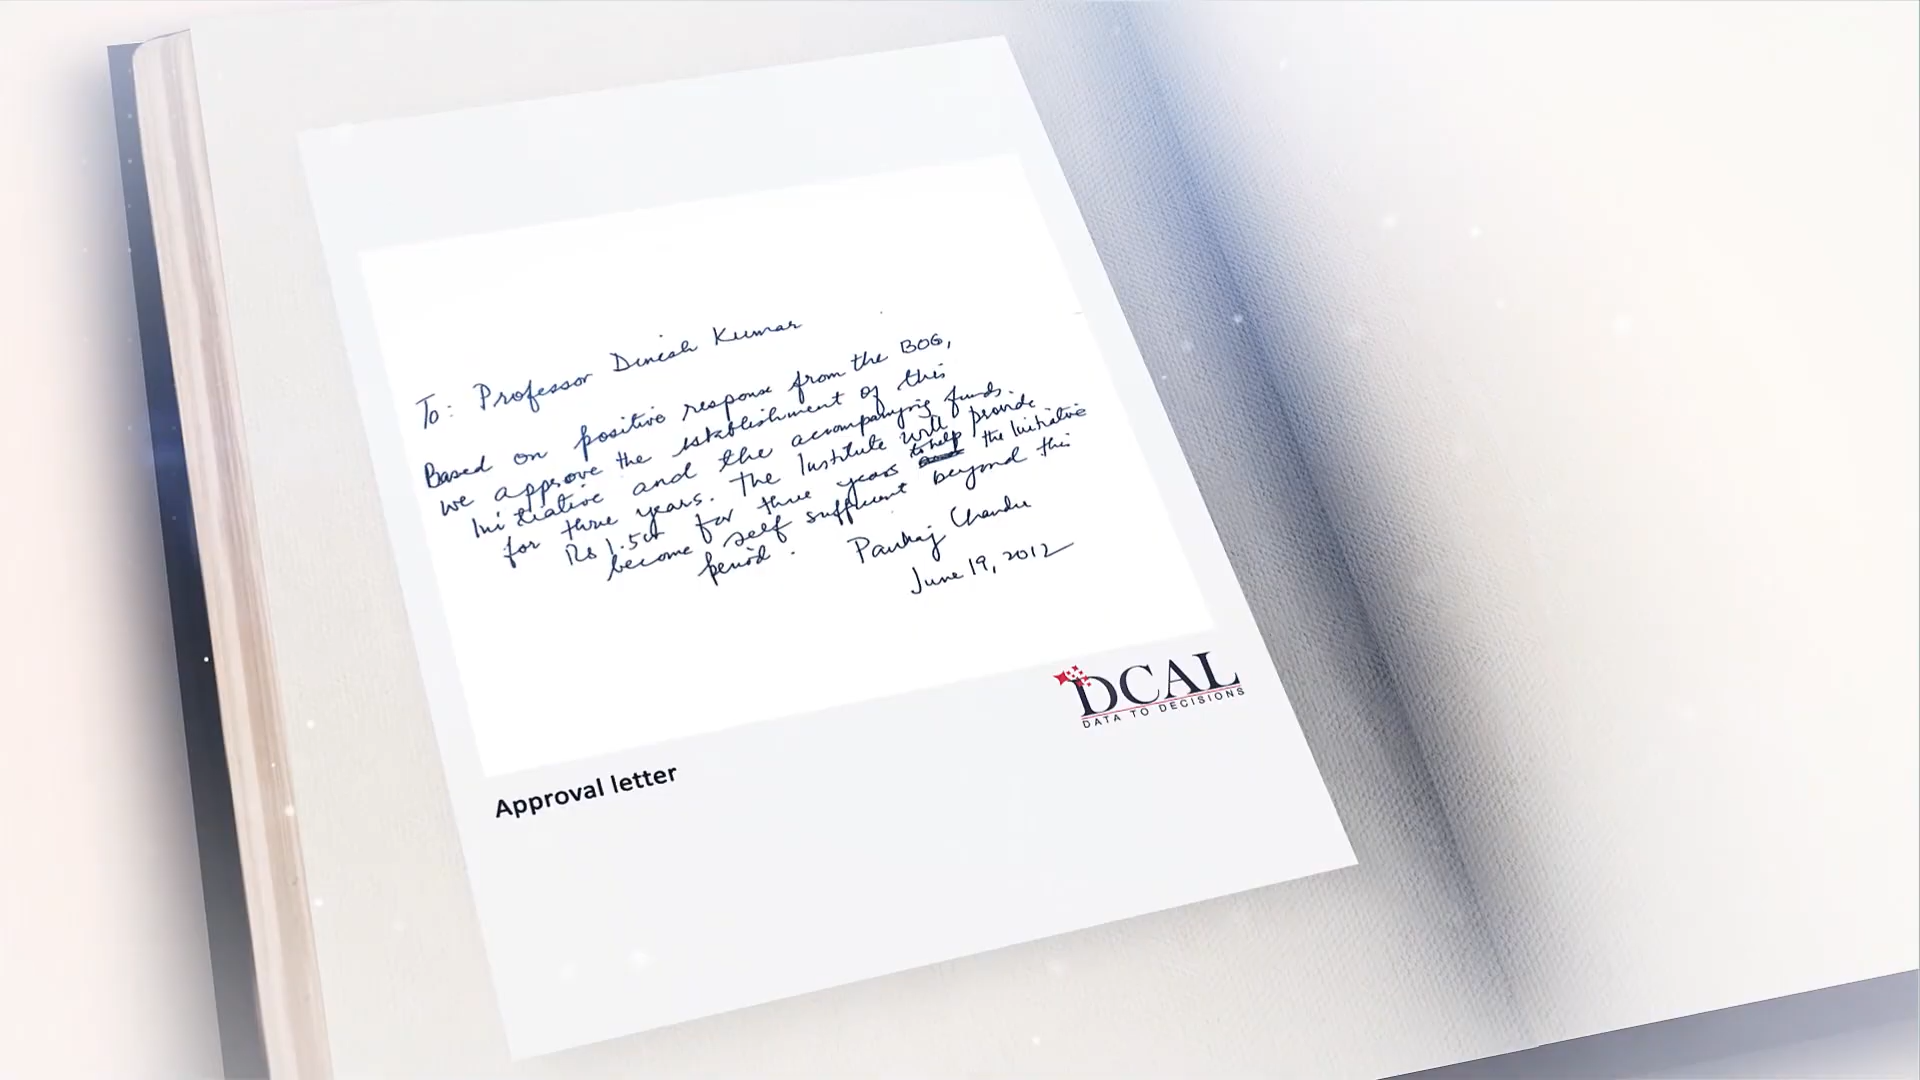 To: Professor Dinesh Kumar
Based on positive response from the BOG,
we approve the establishment of this
Initiative and the accompanying funds
for three years. The Institute will provide
Rs 1.5cr for three years to help the Initiative
become self sufficient beyond this
period.
Pankaj Chandra
June 19, 2012
DCAL
DATA TO DECISIONS
Approval letter